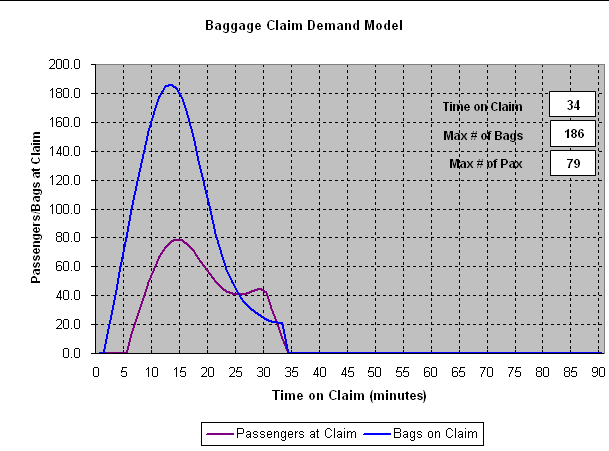 Baggage Claim Demand Model
Passengers/Bags at Claim
200.0
180.0
160.0
140.0
120.0
100.0
80.0
60.0
40.0
20.0
0.0
Time on Claim 34
Max # of Bags 186
Max # of Pax 79
0 5 10 15 20 25 30 35 40 45 50 55 60 65 70 75 80 85 90
Time on Claim (minutes)
Passengers at Claim Bags on Claim